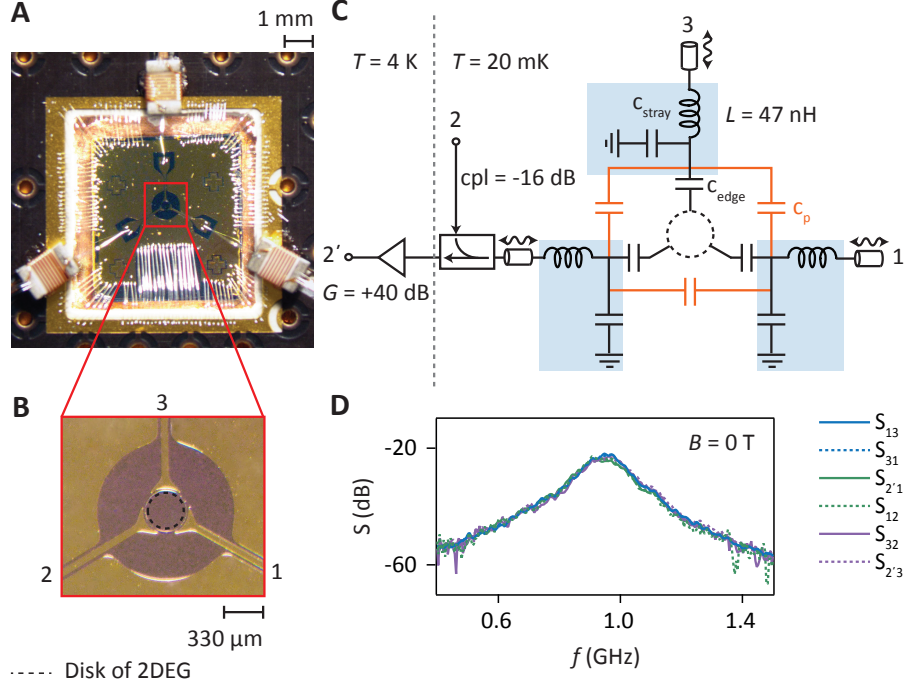 A
1 mm
B
3
2
1
330 μm
Disk of 2DEG
C
T = 4 K
T = 20 mK
3
C_stray
L = 47 nH
2
cpl = -16 dB
C_edge
C_p
2′
1
G = +40 dB
D
B = 0 T
-20
-60
S (dB)
0.6
1.0
1.4
f (GHz)
S_13
S_31
S_2′1
S_12
S_32
S_2′3